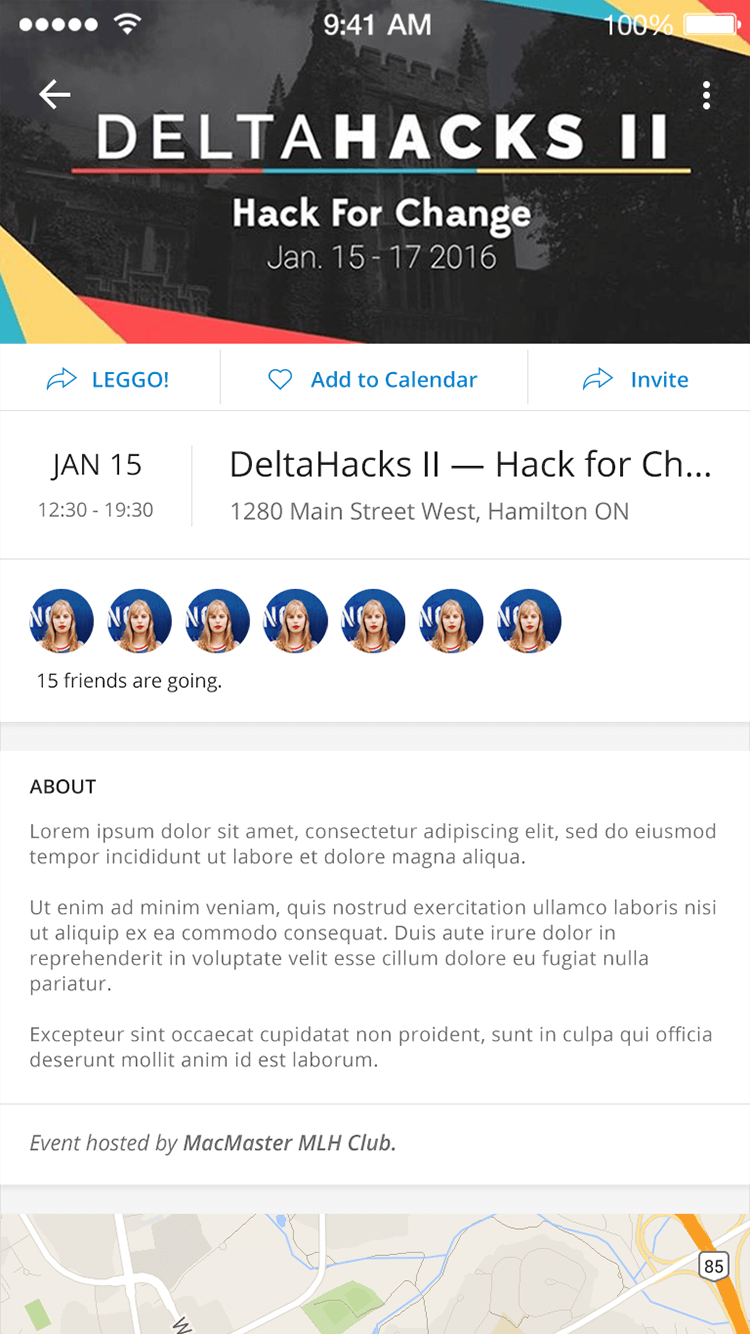 9:41 AM 100%
DELTAHACKS II
Hack For Change
Jan. 15 - 17 2016
LEGGO! Add to Calendar Invite
JAN 15
12:30 - 19:30
DeltaHacks II — Hack for Ch...
1280 Main Street West, Hamilton ON
15 friends are going.
ABOUT
Lorem ipsum dolor sit amet, consectetur adipiscing elit, sed do eiusmod
tempor incididunt ut labore et dolore magna aliqua.
Ut enim ad minim veniam, quis nostrud exercitation ullamco laboris nisi
ut aliquip ex ea commodo consequat. Duis aute irure dolor in
reprehenderit in voluptate velit esse cillum dolore eu fugiat nulla
pariatur.
Excepteur sint occaecat cupidatat non proident, sunt in culpa qui officia
deserunt mollit anim id est laborum.
Event hosted by MacMaster MLH Club.
85
W